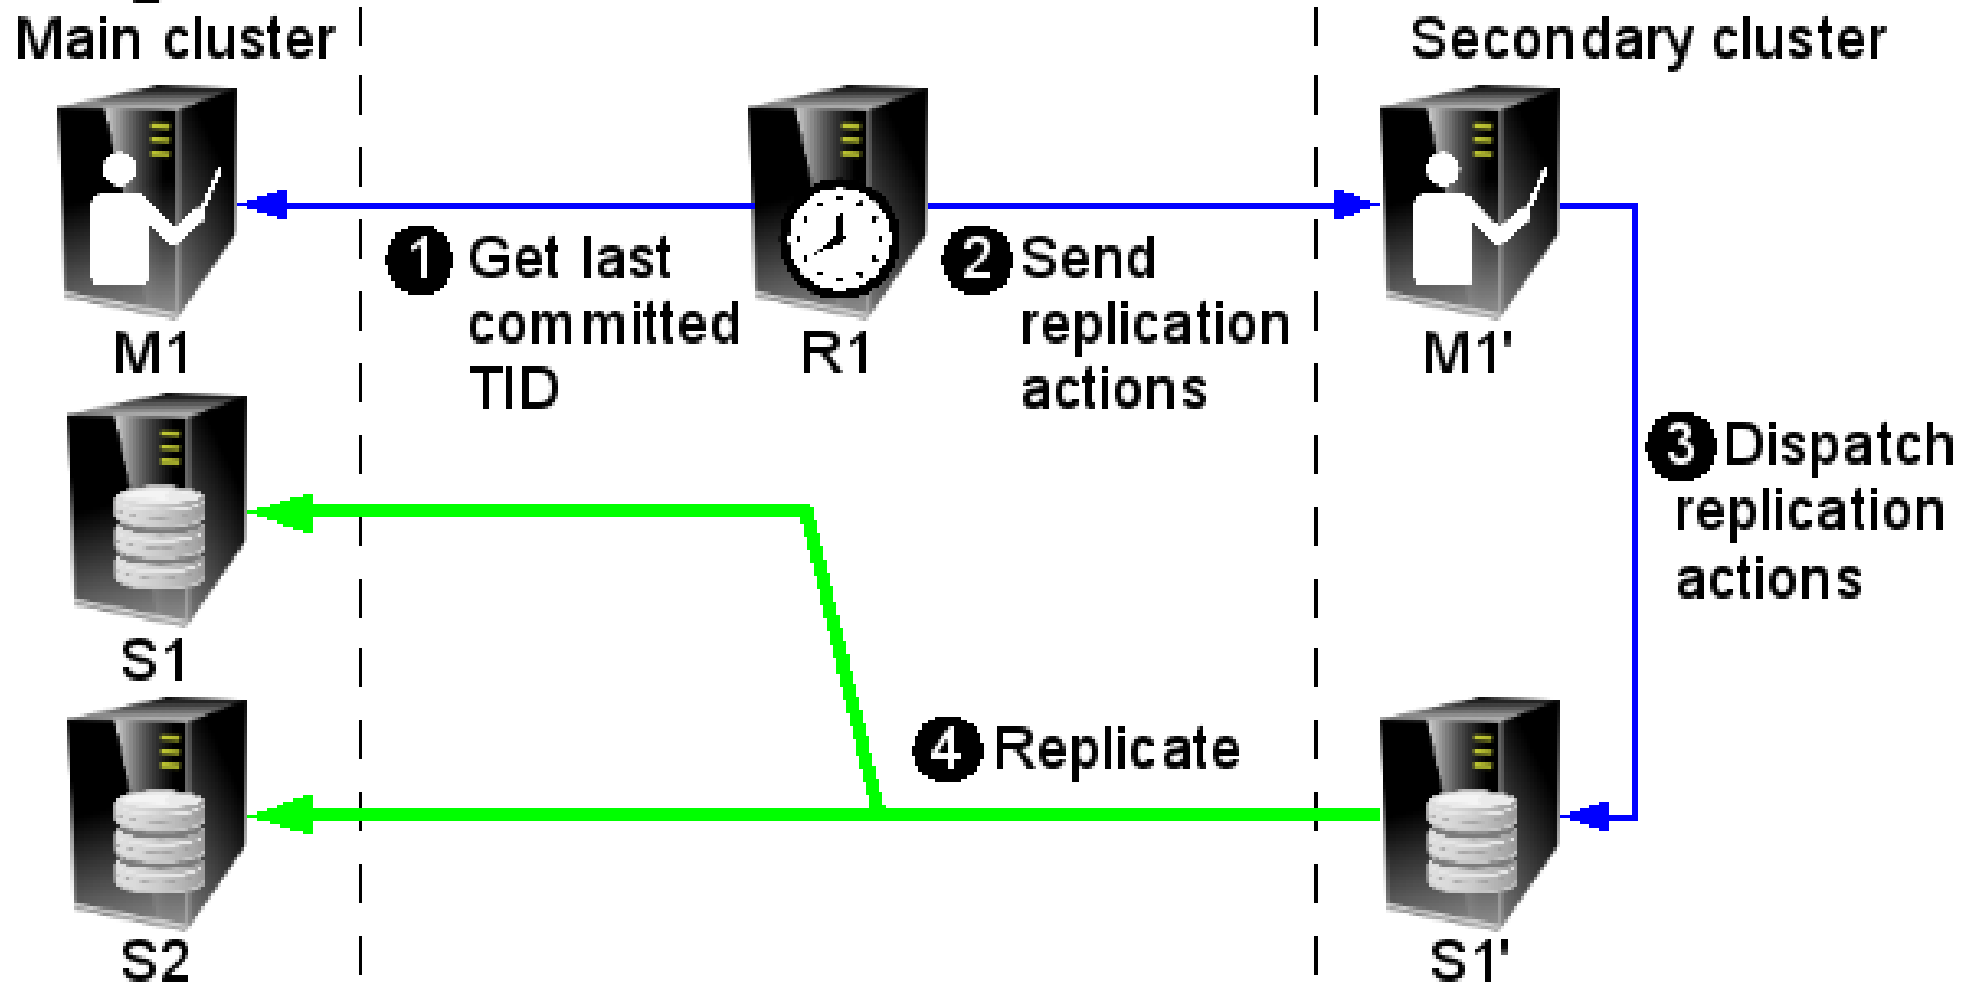 Main cluster
Secondary cluster
1 Get last
committed
TID
2 Send
replication
actions
M1
R1
M1'
3 Dispatch
replication
actions
S1
4 Replicate
S2
S1'